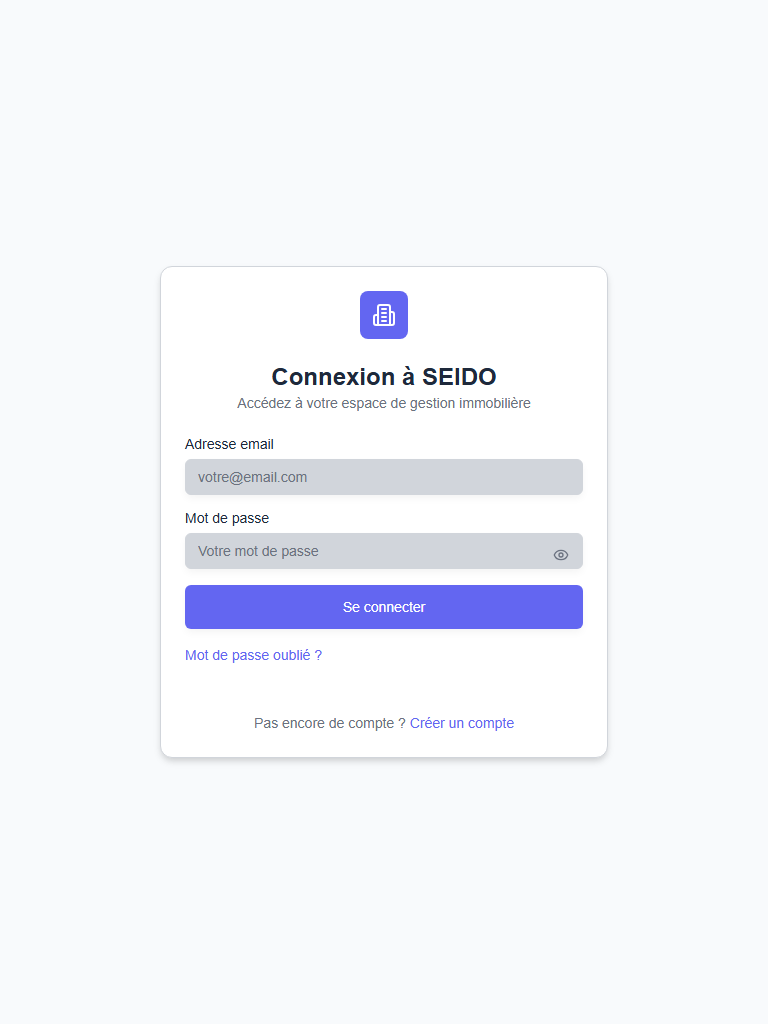 Connexion à SEIDO
Accédez à votre espace de gestion immobilière
Adresse email
votre@email.com
Mot de passe
Votre mot de passe
Se connecter
Mot de passe oublié ?
Pas encore de compte ? Créer un compte